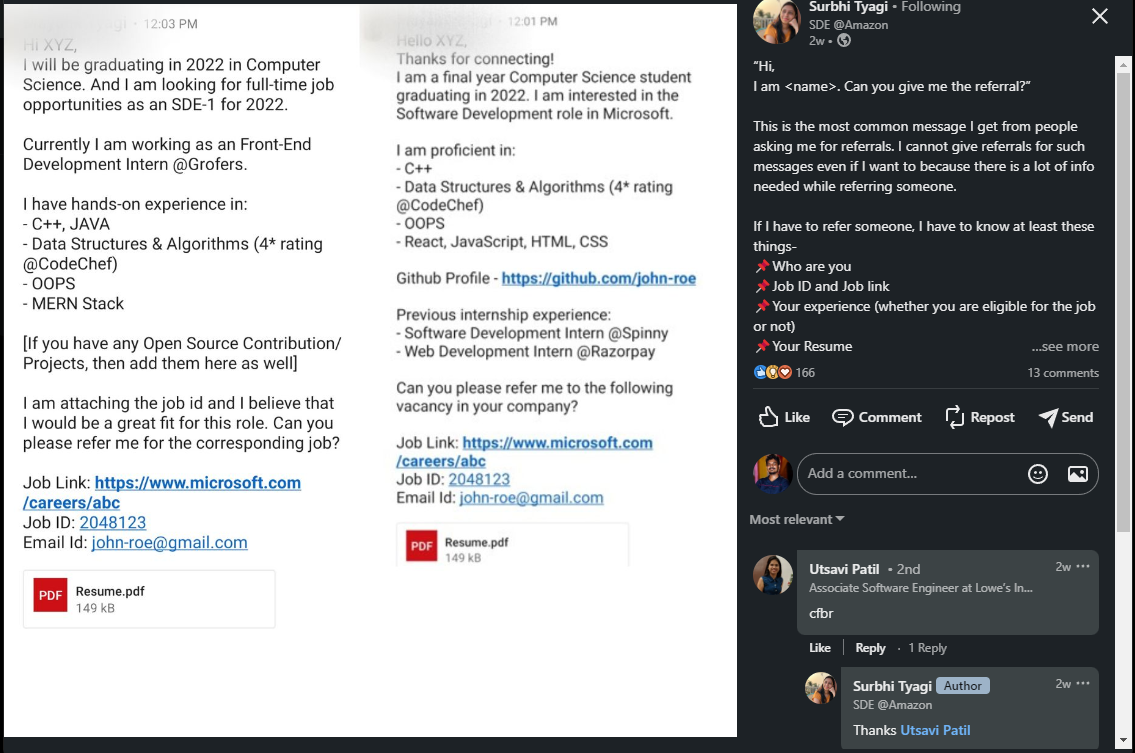 12:03 PM
Hi XYZ,
I will be graduating in 2022 in Computer
Science. And I am looking for full-time job
opportunities as an SDE-1 for 2022.
Currently I am working as an Front-End
Development Intern @Grofers.
I have hands-on experience in:
- C++, JAVA
- Data Structures & Algorithms (4* rating
@CodeChef)
- OOPS
- MERN Stack
[If you have any Open Source Contribution/
Projects, then add them here as well]
I am attaching the job id and I believe that
I would be a great fit for this role. Can you
please refer me for the corresponding job?
Job Link: https://www.microsoft.com
/careers/abc
Job ID: 2048123
Email Id: john-roe@gmail.com
PDF
Resume.pdf
149 kB
12:01 PM
Hello XYZ,
Thanks for connecting!
I am a final year Computer Science student
graduating in 2022. I am interested in the
Software Development role in Microsoft.
I am proficient in:
- C++
- Data Structures & Algorithms (4* rating
@CodeChef)
- OOPS
- React, JavaScript, HTML, CSS
Github Profile - https://github.com/john-roe
Previous internship experience:
- Software Development Intern @Spinny
- Web Development Intern @Razorpay
Can you please refer me to the following
vacancy in your company?
Job Link: https://www.microsoft.com
/careers/abc
Job ID: 2048123
Email Id: john-roe@gmail.com
PDF
Resume.pdf
149 kB
Surbhi Tyagi • Following
SDE @Amazon
2w •
“Hi,
I am <name>. Can you give me the referral?”
This is the most common message I get from people
asking me for referrals. I cannot give referrals for such
messages even if I want to because there is a lot of info
needed while referring someone.
If I have to refer someone, I have to know at least these
things-
📌Who are you
📌Job ID and Job link
📌Your experience (whether you are eligible for the job
or not)
📌Your Resume ...see more
166 13 comments
Like Comment Repost Send
Add a comment...
Most relevant
Utsavi Patil • 2nd 2w
Associate Software Engineer at Lowe's In...
cfbr
Like Reply · 1 Reply
Surbhi Tyagi Author 2w
SDE @Amazon
Thanks Utsavi Patil